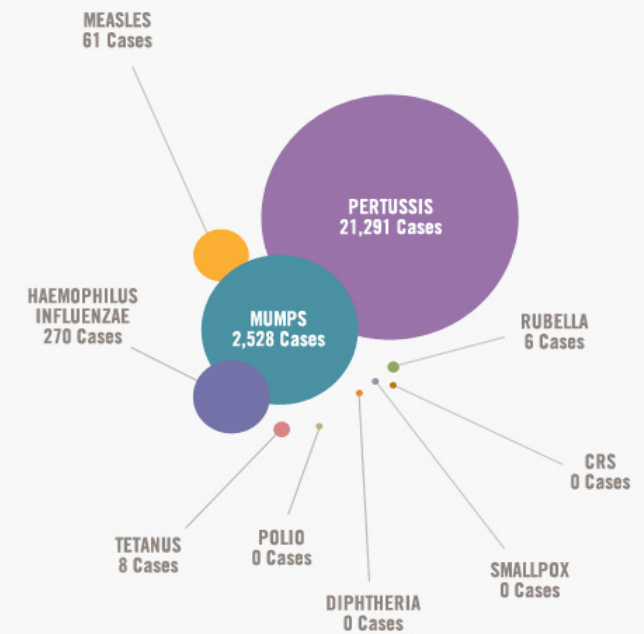 MEASLES
61 Cases
PERTUSSIS
21,291 Cases
HAEMOPHILUS
INFLUENZAE
270 Cases
MUMPS
2,528 Cases
RUBELLA
6 Cases
CRS
0 Cases
TETANUS
8 Cases
POLIO
0 Cases
SMALLPOX
0 Cases
DIPHTHERIA
0 Cases